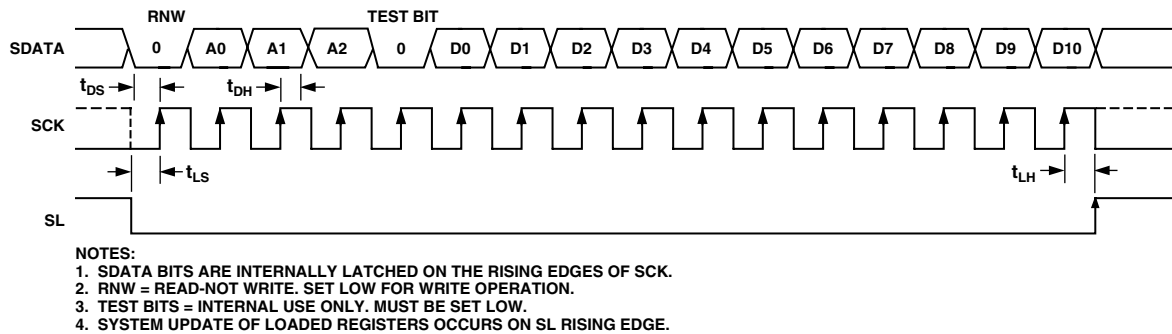 RNW TEST BIT
SDATA 0 A0 A1 A2 0 D0 D1 D2 D3 D4 D5 D6 D7 D8 D9 D10
tDS tDH
SCK
tLS tLH
SL
NOTES:
1. SDATA BITS ARE INTERNALLY LATCHED ON THE RISING EDGES OF SCK.
2. RNW = READ-NOT WRITE. SET LOW FOR WRITE OPERATION.
3. TEST BITS = INTERNAL USE ONLY. MUST BE SET LOW.
4. SYSTEM UPDATE OF LOADED REGISTERS OCCURS ON SL RISING EDGE.